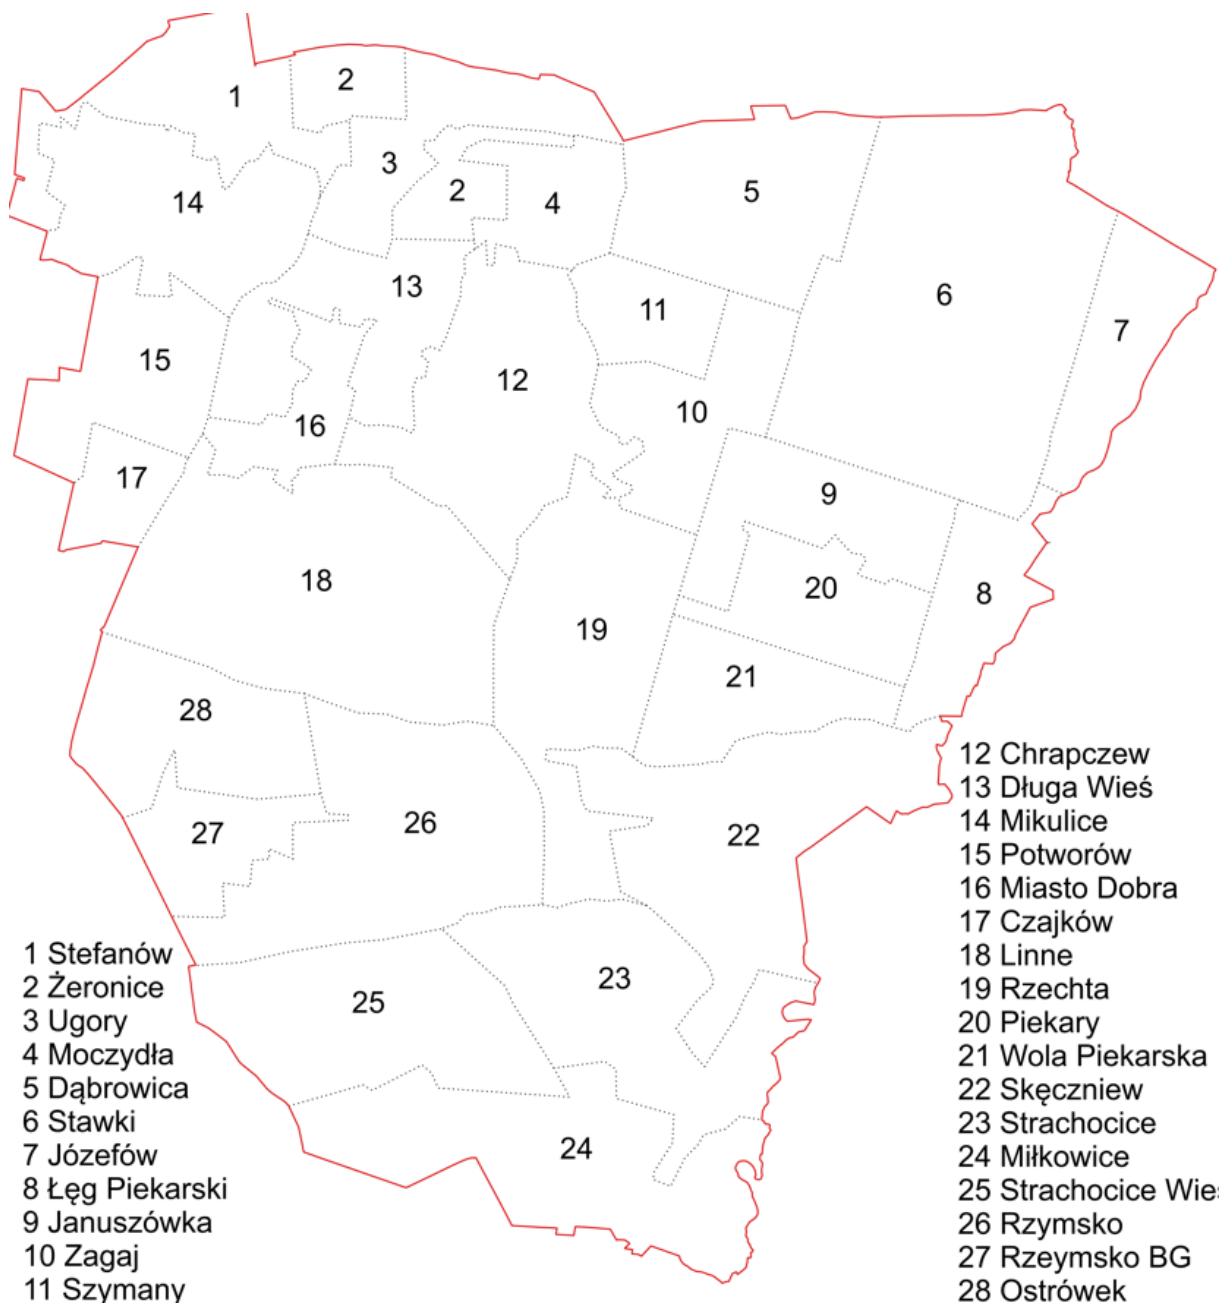 1
2
3
2
4
5
14
6
13
11
7
15
12
10
16
17
9
18
20
8
19
21
28
26
27
22
23
25
24
1 Stefanów
2 Żeronice
3 Ugory
4 Moczydła
5 Dąbrowica
6 Stawki
7 Józefów
8 Łęg Piekarski
9 Januszówka
10 Zagaj
11 Szymany
12 Chrapczew
13 Długa Wieś
14 Mikulice
15 Potworów
16 Miasto Dobra
17 Czajków
18 Linne
19 Rzechta
20 Piekary
21 Wola Piekarska
22 Skęczniew
23 Strachocice
24 Miłkowice
25 Strachocice Wieś
26 Rzymsko
27 Rzeymsko BG
28 Ostrówek